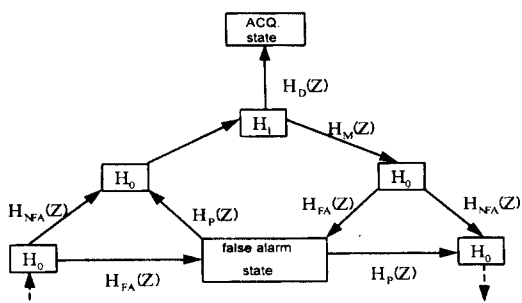 ACQ.
state
H_D(Z)
H_1
H_M(Z)
H_0
H_0
H_NFA(Z)
H_P(Z)
H_FA(Z)
H_NFA(Z)
H_0
false alarm
state
H_0
H_FA(Z)
H_P(Z)